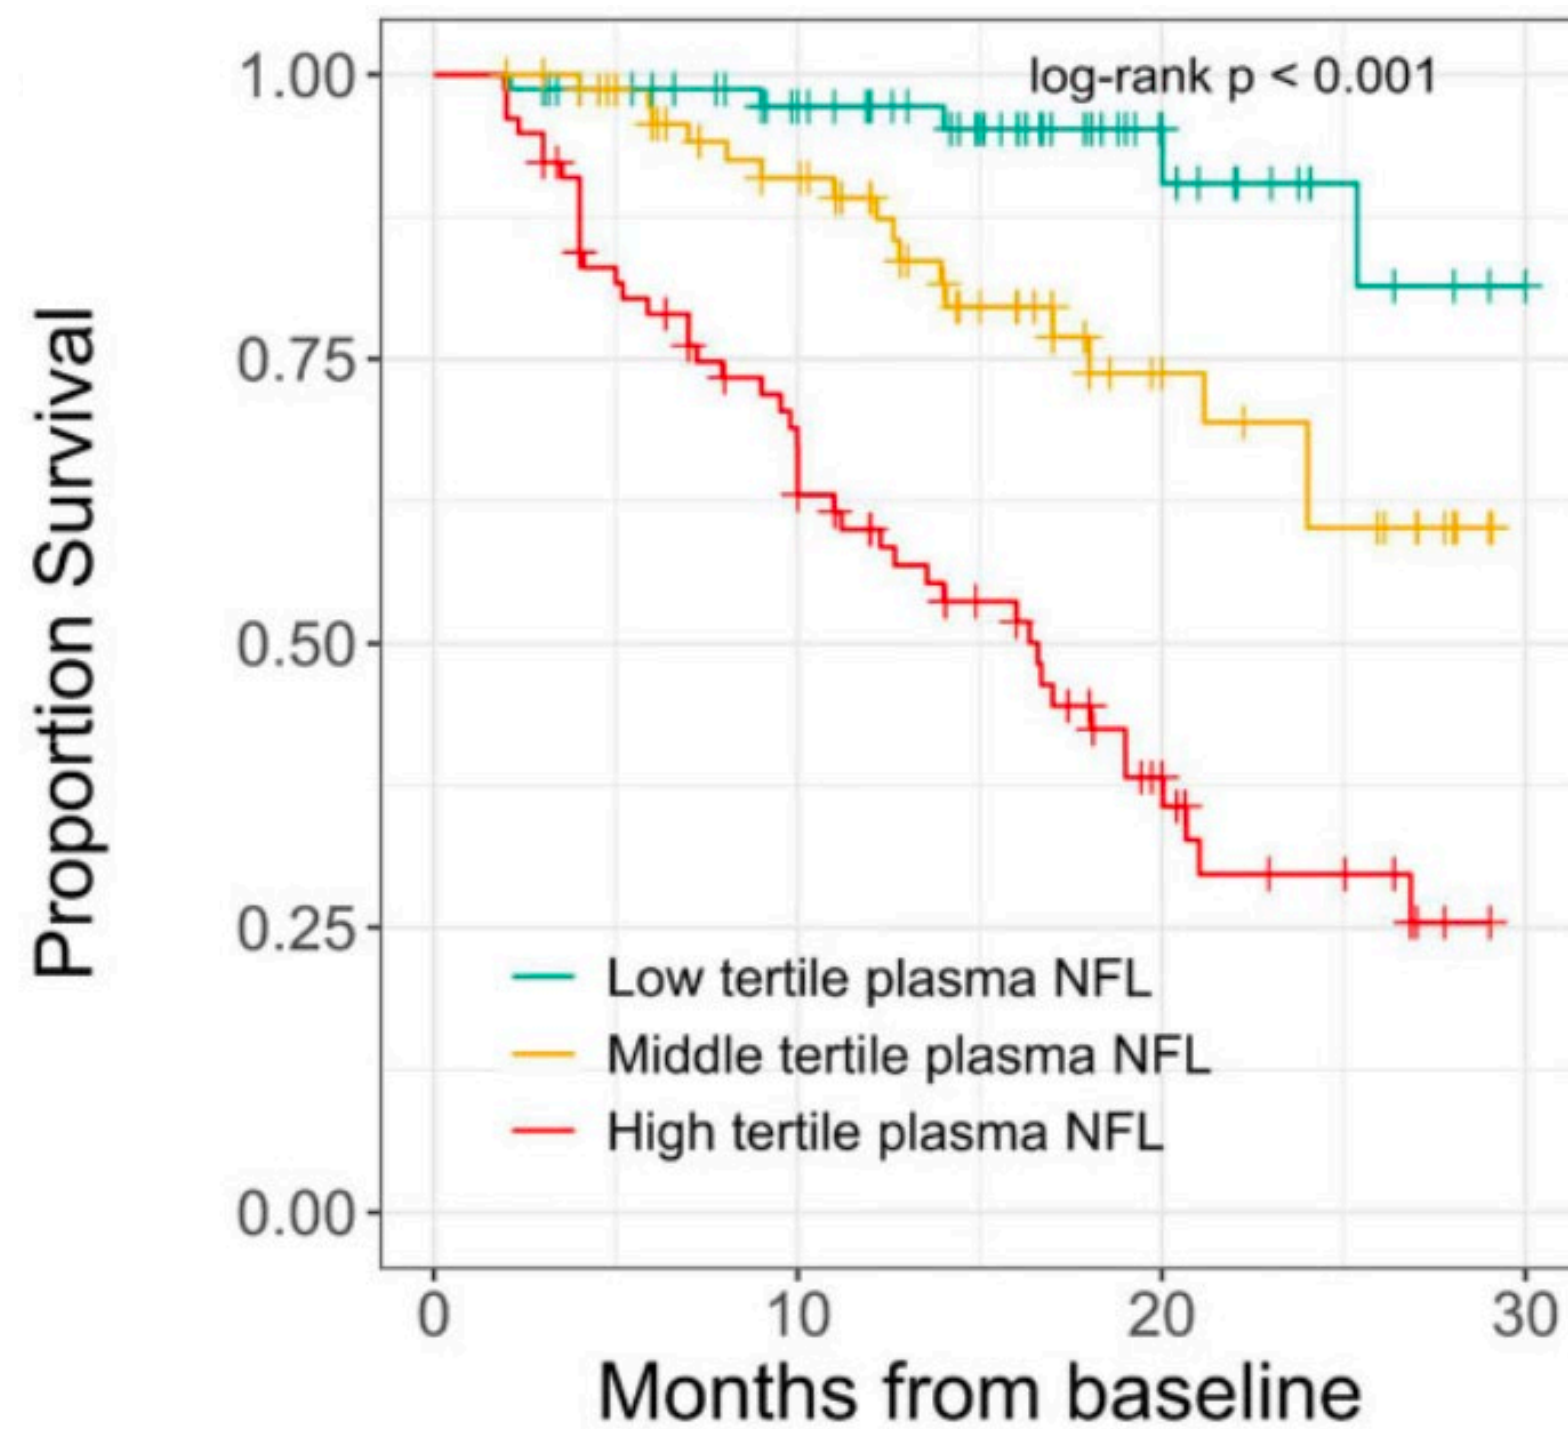 log-rank p < 0.001
1.00
0.75
0.50
0.25
0.00
Proportion Survival
Low tertile plasma NFL
Middle tertile plasma NFL
High tertile plasma NFL
0 10 20 30
Months from baseline